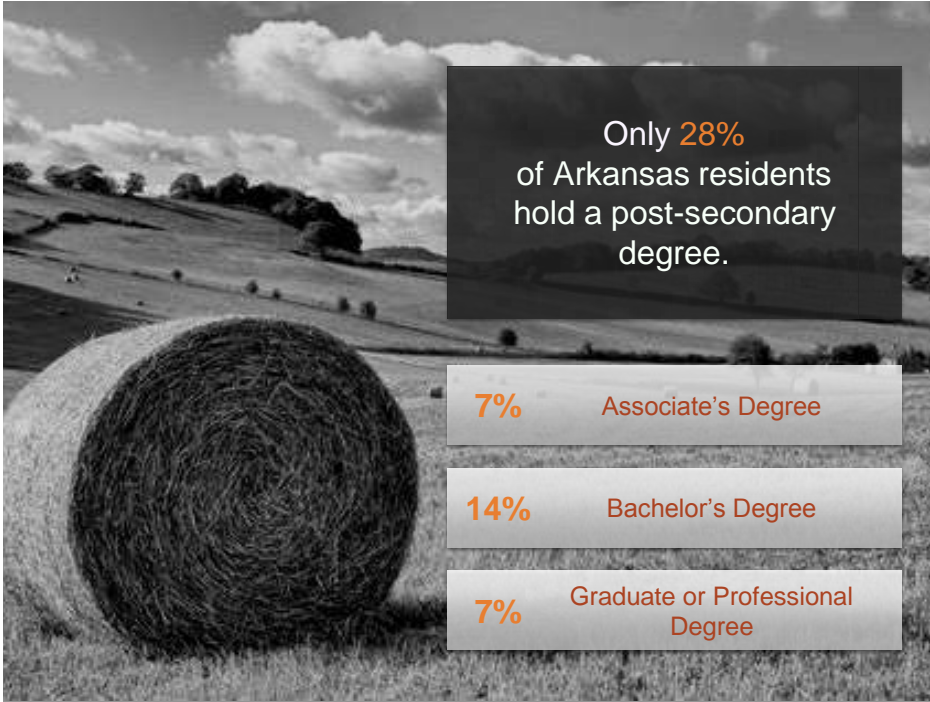 Only 28%
of Arkansas residents
hold a post-secondary
degree.
7% Associate’s Degree
14% Bachelor’s Degree
7% Graduate or Professional
Degree